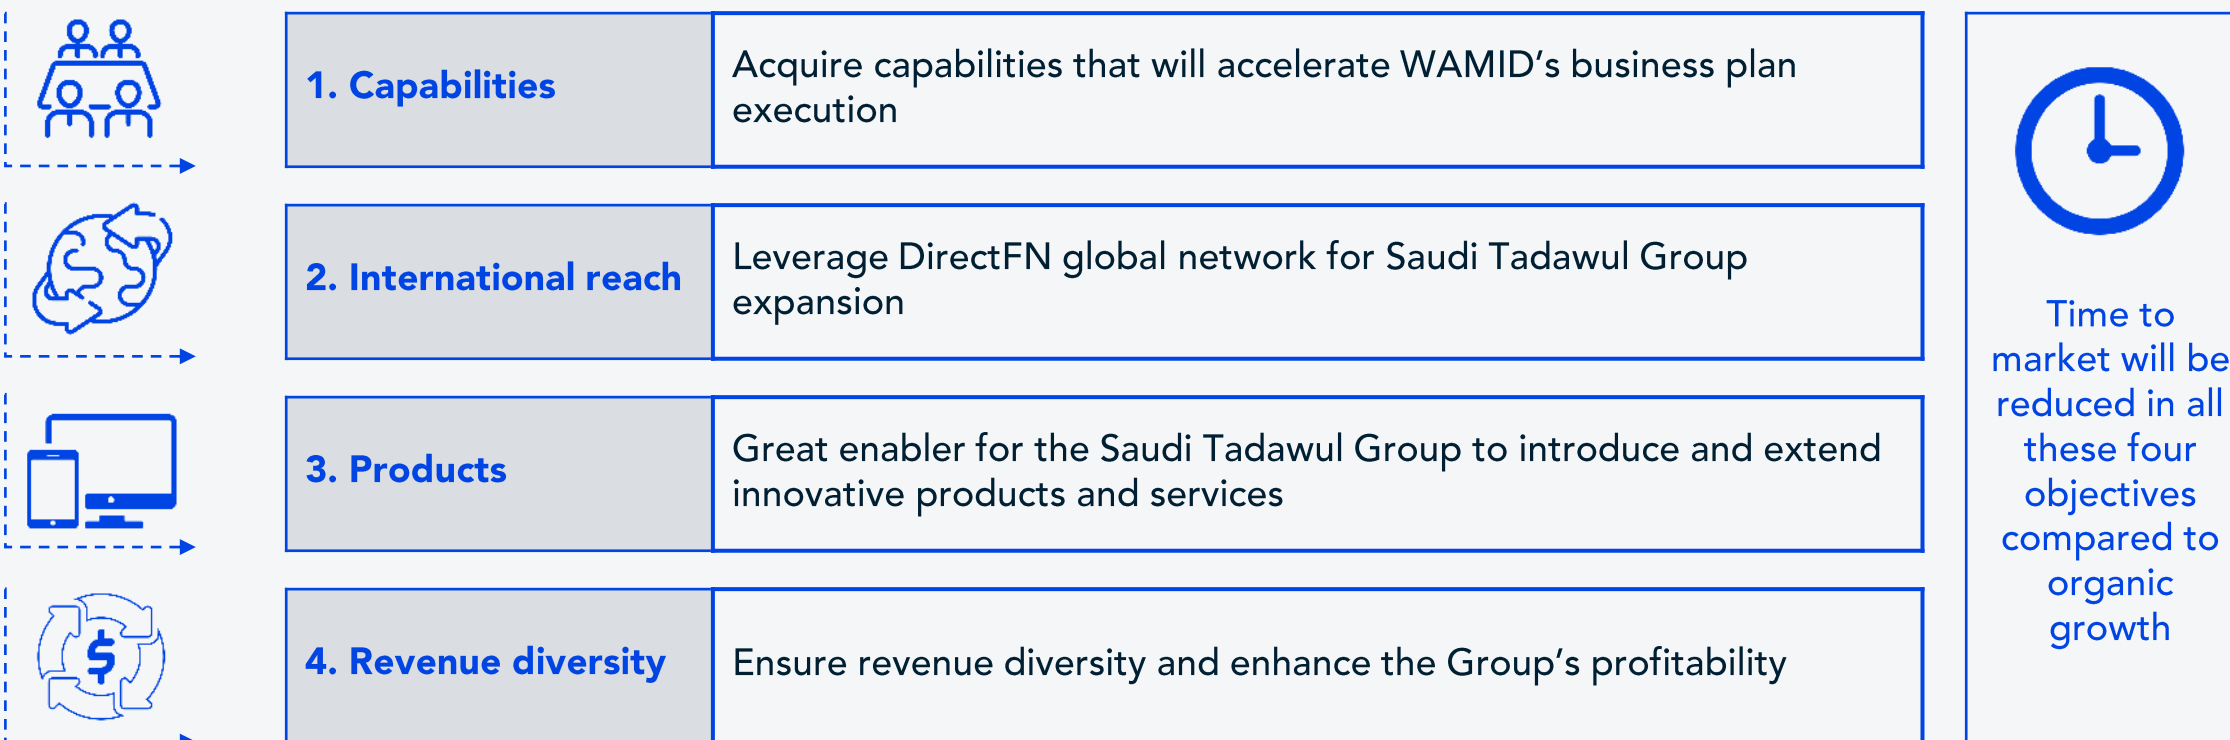 1. Capabilities
Acquire capabilities that will accelerate WAMID’s business plan
execution
2. International reach
Leverage DirectFN global network for Saudi Tadawul Group
expansion
3. Products
Great enabler for the Saudi Tadawul Group to introduce and extend
innovative products and services
4. Revenue diversity
Ensure revenue diversity and enhance the Group’s profitability
Time to
market will be
reduced in all
these four
objectives
compared to
organic
growth
$